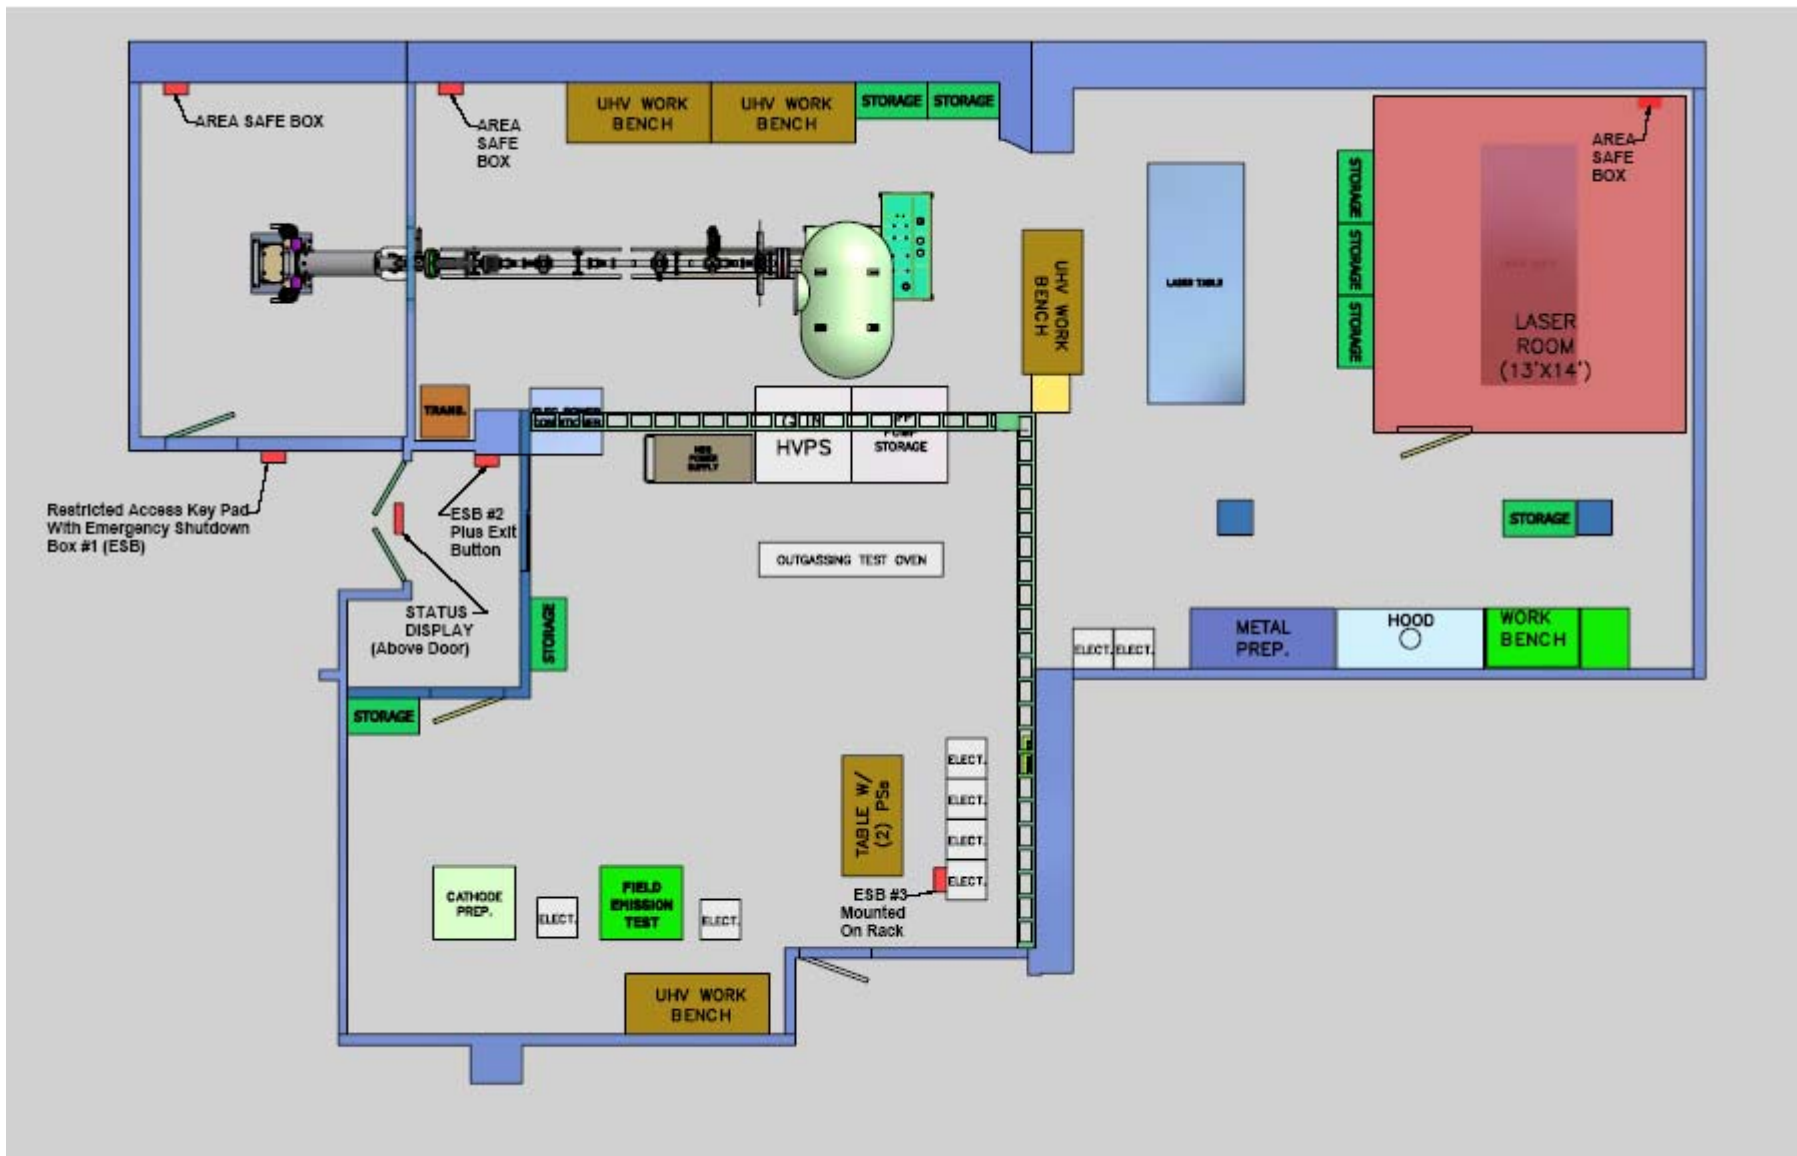 AREA SAFE BOX
AREA
SAFE
BOX
UHV WORK
BENCH
UHV WORK
BENCH
STORAGE
STORAGE
AREA
SAFE
BOX
STORAGE
STORAGE
STORAGE
LASER TABLE
LASER
ROOM
(13'X14')
UHV WORK
BENCH
TRANS.
HVPS
STORAGE
SUPPLY
Restricted Access Key Pad
With Emergency Shutdown
Box #1 (ESB)
ESB #2
Plus Exit
Button
OUTGASSING TEST OVEN
STORAGE
STATUS
DISPLAY
(Above Door)
STORAGE
STORAGE
ELECT.
ELECT.
METAL
PREP.
HOOD
WORK
BENCH
TABLE W/
(2) PSs
ELECT.
ELECT.
ELECT.
ELECT.
ESB #3
Mounted
On Rack
CATHODE
PREP.
ELECT.
FIELD
EMISSION
TEST
ELECT.
UHV WORK
BENCH